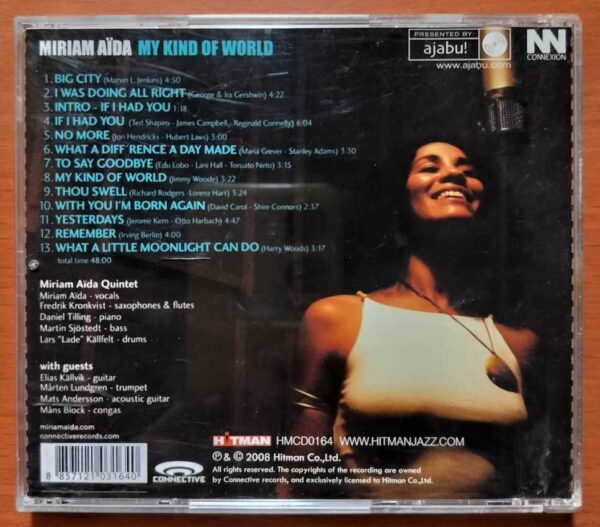 MIRIAM AÏDA MY KIND OF WORLD
PRESENTED BY
ajabu!
www.ajabu.com
NN
CONNEXION
1. BIG CITY (Marvin L. Jenkins) 4:50
2. I WAS DOING ALL RIGHT (George & Ira Gershwin) 4:22
3. INTRO - IF I HAD YOU 1:18
4. IF I HAD YOU (Ted Shapiro - James Campbell - Reginald Connelly) 6:04
5. NO MORE (Jon Hendricks - Hubert Laws) 3:00
6. WHAT A DIFF´RENCE A DAY MADE (Maria Grever - Stanley Adams) 3:30
7. TO SAY GOODBYE (Edu Lobo - Lani Hall - Toruato Neto) 3:15
8. MY KIND OF WORLD (Jimmy Woode) 3:22
9. THOU SWELL (Richard Rodgers - Lorenz Hart) 3:24
10. WITH YOU I'M BORN AGAIN (David Carol - Shire Connors) 2:37
11. YESTERDAYS (Jerome Kern - Otto Harbach) 4:47
12. REMEMBER (Irving Berlin) 4:00
13. WHAT A LITTLE MOONLIGHT CAN DO (Harry Woods) 3:17
total time 48:00
Miriam Aïda Quintet
Miriam Aïda - vocals
Fredrik Kronkvist - saxophones & flutes
Daniel Tilling - piano
Martin Sjöstedt - bass
Lars "Lade" Källfelt - drums
with guests
Elias Källvik - guitar
Mårten Lundgren - trumpet
Mats Andersson - acoustic guitar
Måns Block - congas
miriamaida.com
connectiverecords.com
8 857121 031640
CONNECTIVE
HITMAN HMCD0164 WWW.HITMANJAZZ.COM
℗ & © 2008 Hitman Co.,Ltd.
All rights reserved. The copyrights of the recording are owned
by Connective records, and exclusively licensed to Hitman Co.,Ltd.